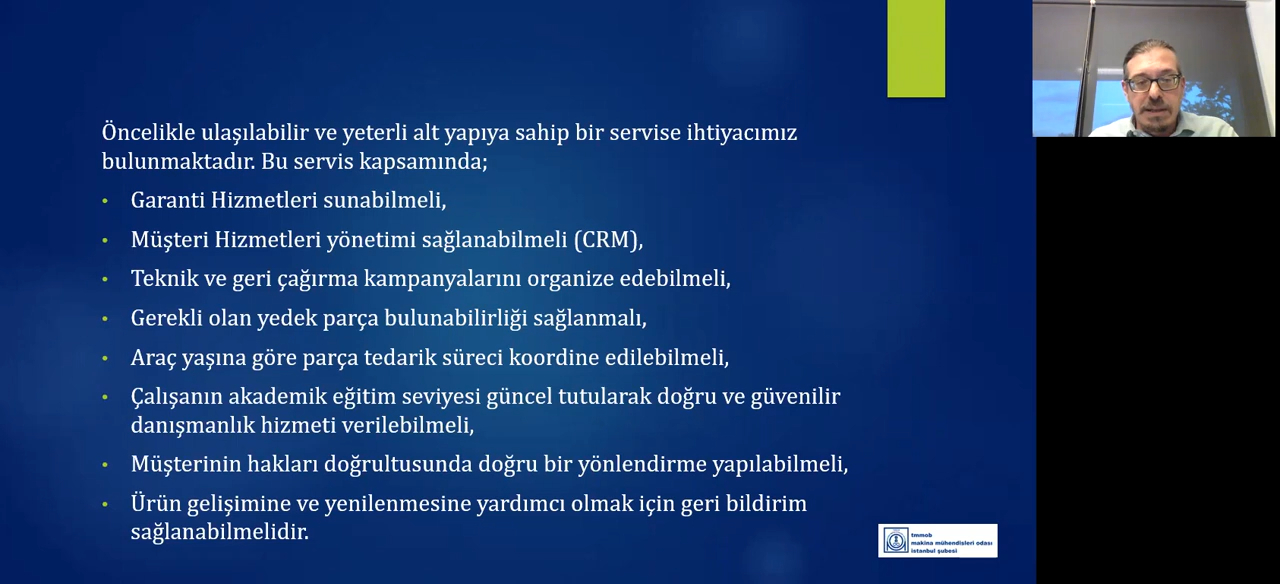 Öncelikle ulaşılabilir ve yeterli alt yapıya sahip bir servise ihtiyacımız
bulunmaktadır. Bu servis kapsamında;
• Garanti Hizmetleri sunabilmeli,
• Müşteri Hizmetleri yönetimi sağlanabilmeli (CRM),
• Teknik ve geri çağırma kampanyalarını organize edebilmeli,
• Gerekli olan yedek parça bulunabilirliği sağlanmalı,
• Araç yaşına göre parça tedarik süreci koordine edilebilmeli,
• Çalışanın akademik eğitim seviyesi güncel tutularak doğru ve güvenilir
danışmanlık hizmeti verilebilmeli,
• Müşterinin hakları doğrultusunda doğru bir yönlendirme yapılabilmeli,
• Ürün gelişimine ve yenilenmesine yardımcı olmak için geri bildirim
sağlanabilmelidir.
tmmob
makina mühendisleri odası
istanbul şubesi